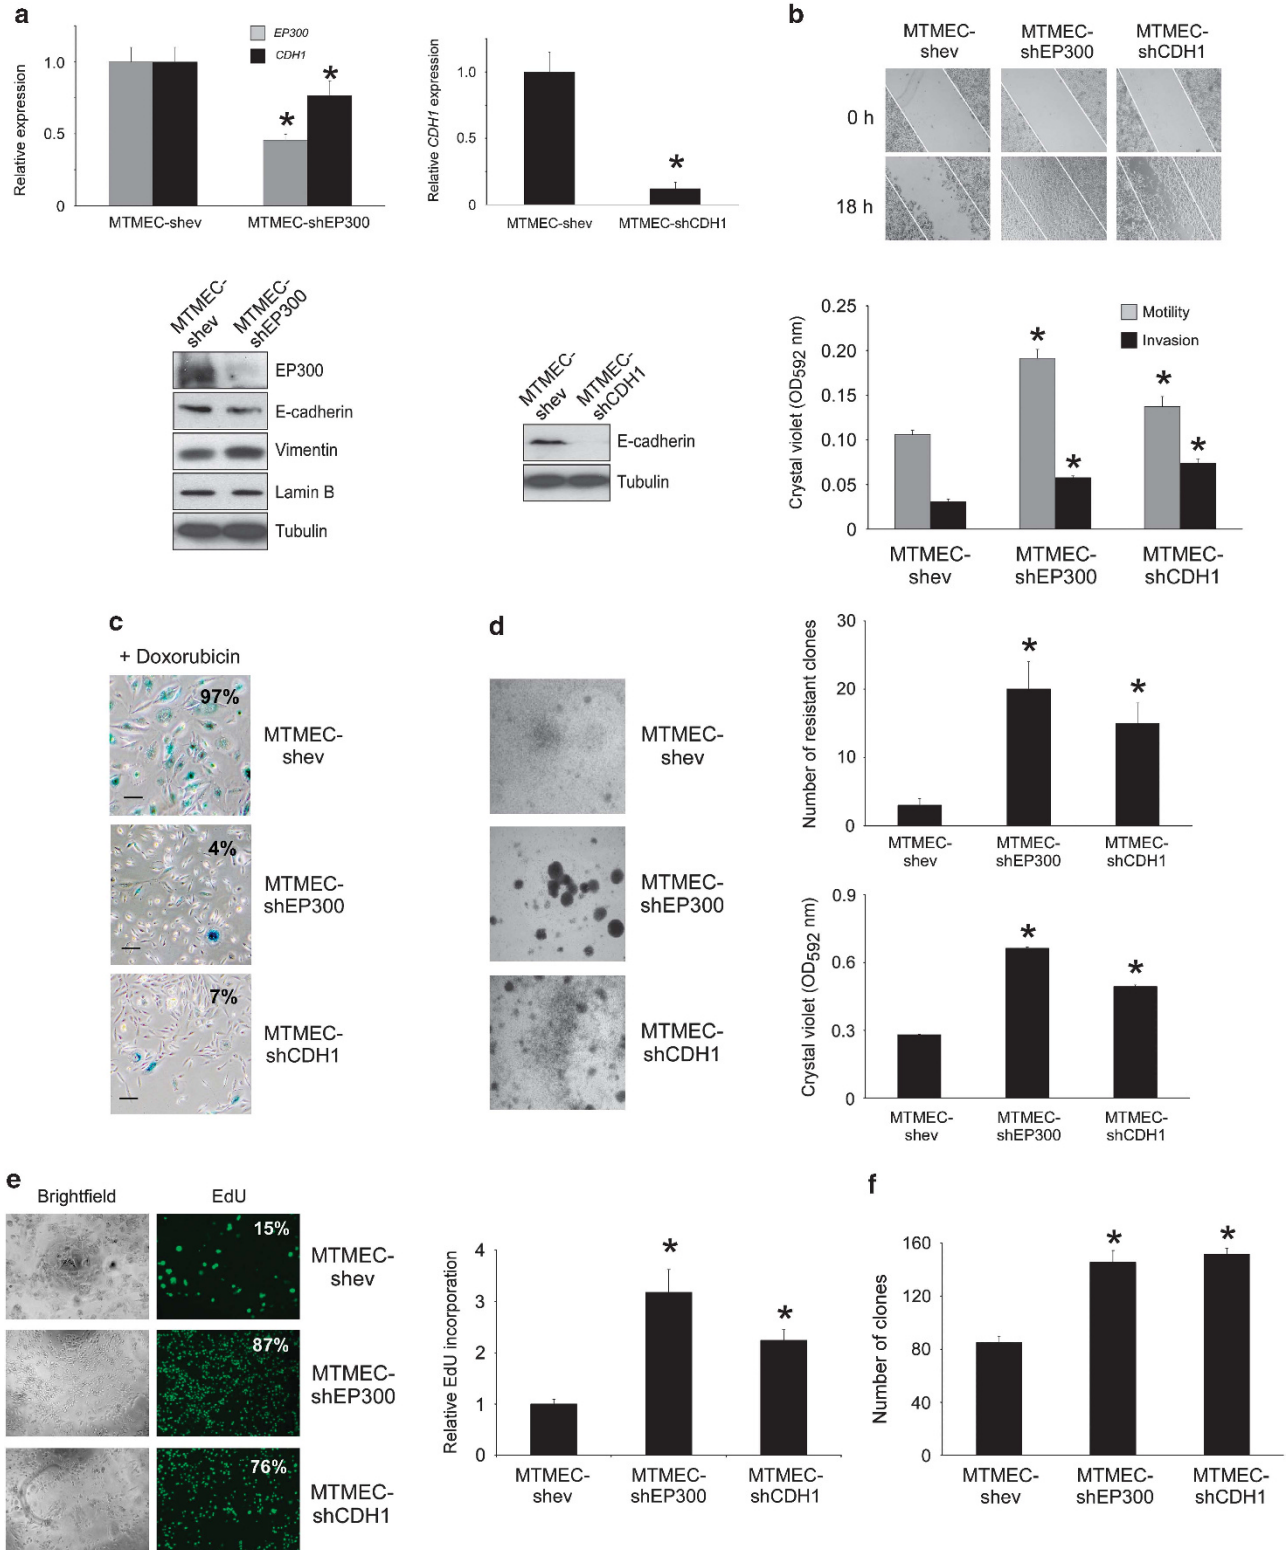 a
Relative expression
1.0
0.5
0
EP300
CDH1
*
*
MTMEC-shev
MTMEC-shEP300
Relative CDH1 expression
1.0
0.5
0
*
MTMEC-shev
MTMEC-shCDH1
MTMEC-
shev
MTMEC-
shEP300
EP300
E-cadherin
Vimentin
Lamin B
Tubulin
MTMEC-
shev
MTMEC-
shCDH1
E-cadherin
Tubulin
b
MTMEC-
shev
MTMEC-
shEP300
MTMEC-
shCDH1
0 h
18 h
Crystal violet (OD592 nm)
0.25
0.20
0.15
0.10
0.05
0
Motility
Invasion
*
*
*
*
MTMEC-
shev
MTMEC-
shEP300
MTMEC-
shCDH1
c
+ Doxorubicin
97%
MTMEC-
shev
4%
MTMEC-
shEP300
7%
MTMEC-
shCDH1
d
MTMEC-
shev
MTMEC-
shEP300
MTMEC-
shCDH1
Number of resistant clones
30
20
10
0
*
*
MTMEC-
shev
MTMEC-
shEP300
MTMEC-
shCDH1
Crystal violet (OD592 nm)
0.9
0.6
0.3
0
*
*
MTMEC-
shev
MTMEC-
shEP300
MTMEC-
shCDH1
e
Brightfield
EdU
15%
MTMEC-
shev
87%
MTMEC-
shEP300
76%
MTMEC-
shCDH1
Relative EdU incorporation
4
3
2
1
0
*
*
MTMEC-
shev
MTMEC-
shEP300
MTMEC-
shCDH1
f
Number of clones
160
120
80
40
0
*
*
MTMEC-
shev
MTMEC-
shEP300
MTMEC-
shCDH1